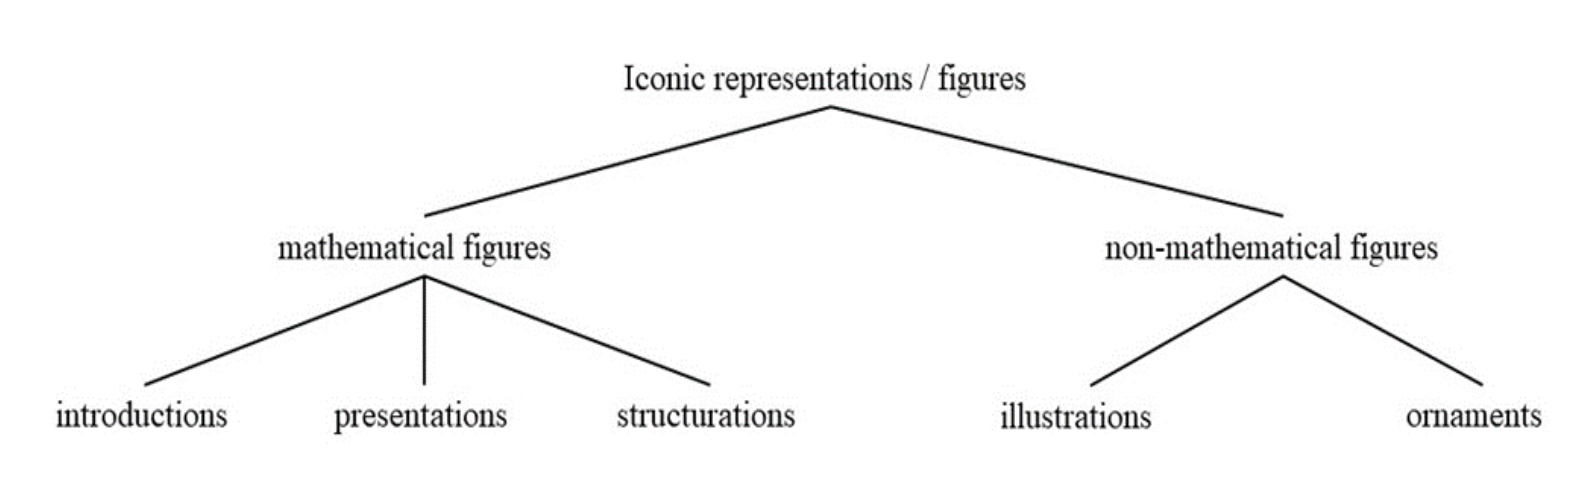 Iconic representations / figures
mathematical figures
non-mathematical figures
introductions
presentations
structurations
illustrations
ornaments